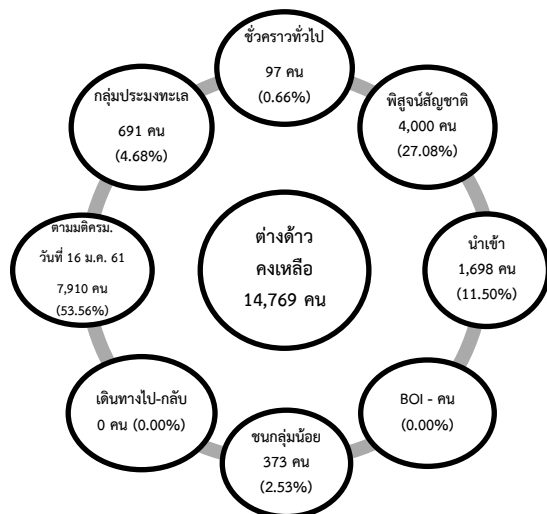 ชั่วคราวทั่วไป
97 คน
(0.66%)
พิสูจน์สัญชาติ
4,000 คน
(27.08%)
นำเข้า
1,698 คน
(11.50%)
BOI - คน
(0.00%)
ชนกลุ่มน้อย
373 คน
(2.53%)
เดินทางไป-กลับ
0 คน (0.00%)
ตามมติครม.
วันที่ 16 ม.ค. 61
7,910 คน
(53.56%)
กลุ่มประมงทะเล
691 คน
(4.68%)
ต่างด้าว
คงเหลือ
14,769 คน